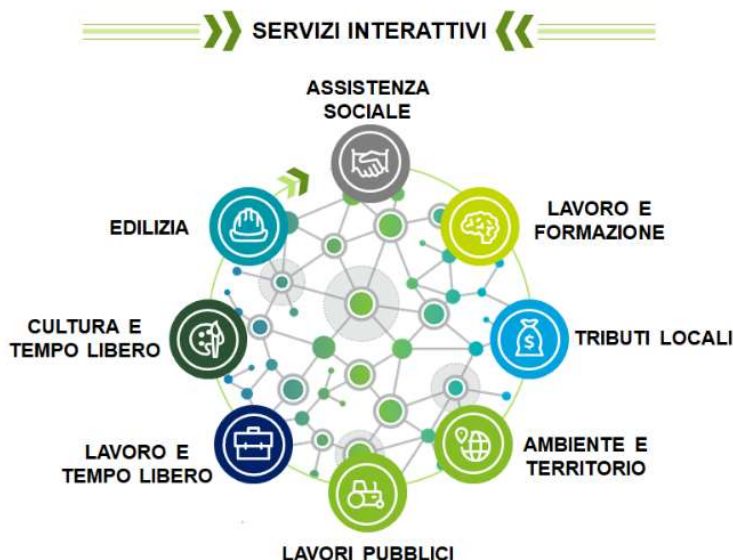 SERVIZI INTERATTIVI
ASSISTENZA
SOCIALE
LAVORO E
FORMAZIONE
EDILIZIA
CULTURA E
TEMPO LIBERO
TRIBUTI LOCALI
$
LAVORO E
TEMPO LIBERO
AMBIENTE E
TERRITORIO
LAVORI PUBBLICI